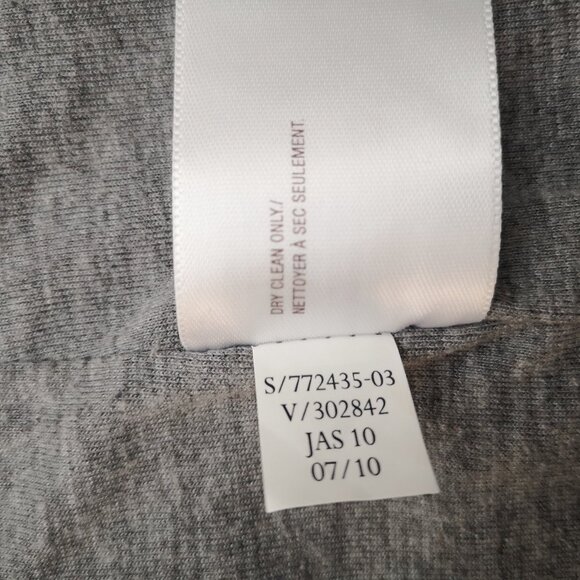 DRY CLEAN ONLY./
NETTOYER À SEC SEULEMENT.
S/772435-03
V/302842
JAS 10
07/10